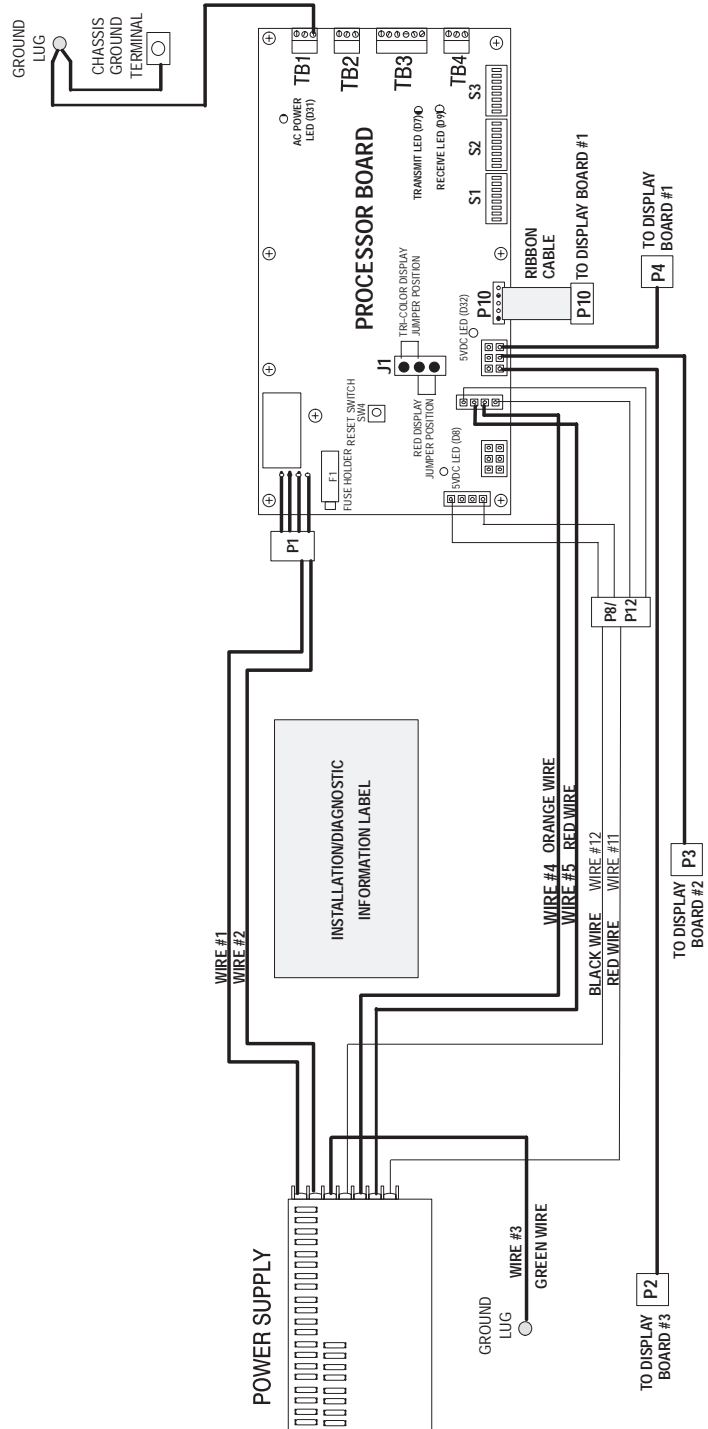 GROUND
LUG
CHASSIS
GROUND
TERMINAL
TB1
TB2
TB3
TB4
AC POWER
LED (D31)
TRANSMIT LED (D7)
RECEIVE LED (D9)
S1
S2
S3
PROCESSOR BOARD
TRI-COLOR DISPLAY
JUMPER POSITION
J1
RED DISPLAY
JUMPER POSITION
RESET SWITCH
SW4
F1
FUSE HOLDER
5VDC LED (D8)
5VDC LED (D32)
P10
RIBBON
CABLE
P10
TO DISPLAY BOARD #1
P4
TO DISPLAY
BOARD #1
P1
P8/
P12
WIRE #1
WIRE #2
INSTALLATION/DIAGNOSTIC
INFORMATION LABEL
WIRE #4 ORANGE WIRE
WIRE #5 RED WIRE
BLACK WIRE WIRE #12
RED WIRE WIRE #11
TO DISPLAY
BOARD #2
P3
POWER SUPPLY
WIRE #3
GREEN WIRE
GROUND
LUG
TO DISPLAY
BOARD #3
P2